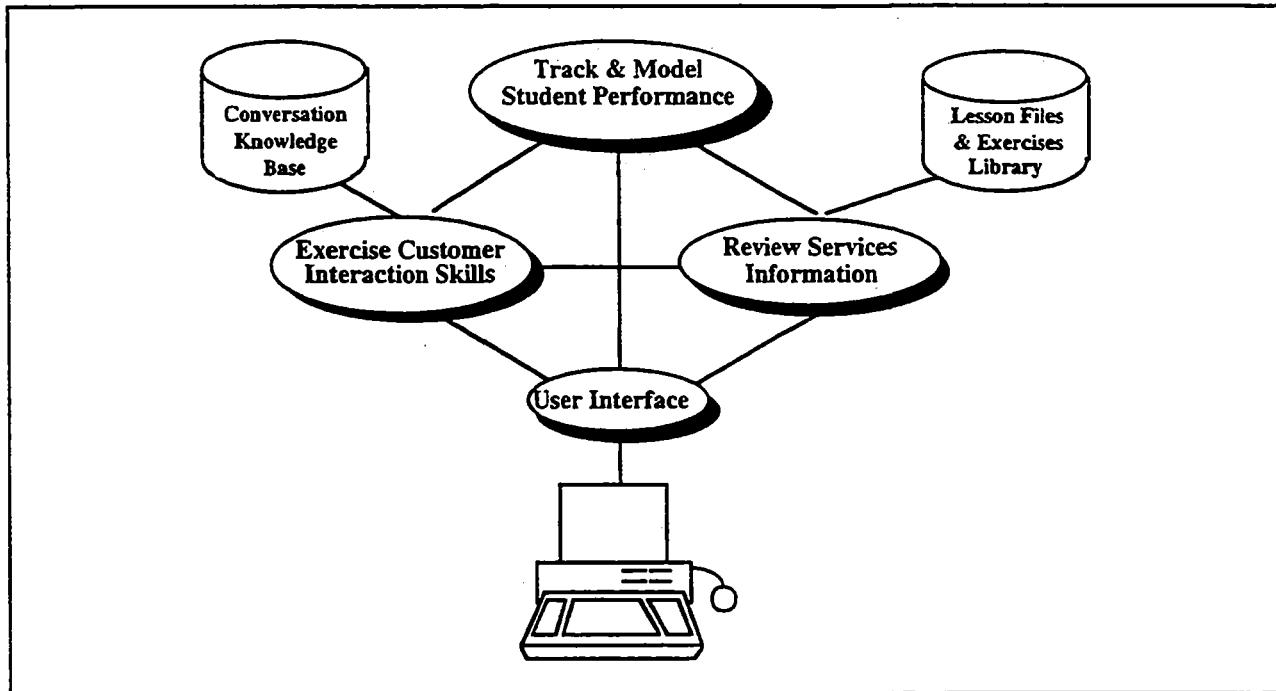 Track & Model
Student Performance
Conversation
Knowledge
Base
Lesson Files
& Exercises
Library
Exercise Customer
Interaction Skills
Review Services
Information
User Interface